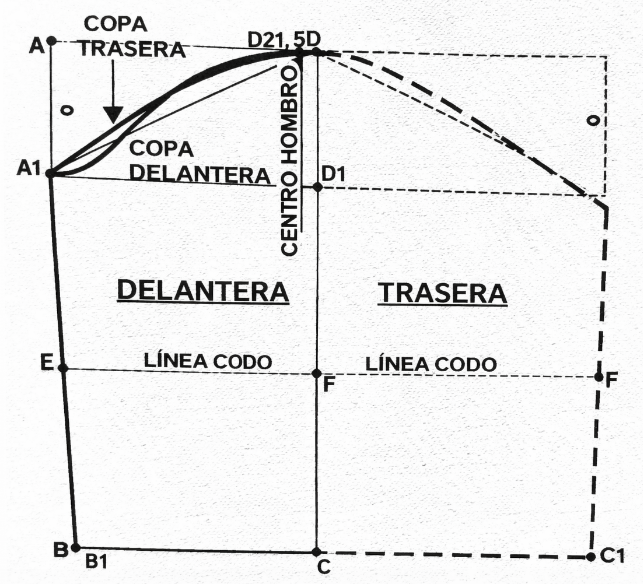 COPA
TRASERA
A
D21,5D
o
o
CENTRO HOMBRO
COPA
DELANTERA
A1
D1
DELANTERA
TRASERA
E
LÍNEA CODO
LÍNEA CODO
F
F
B
B1
C
C1